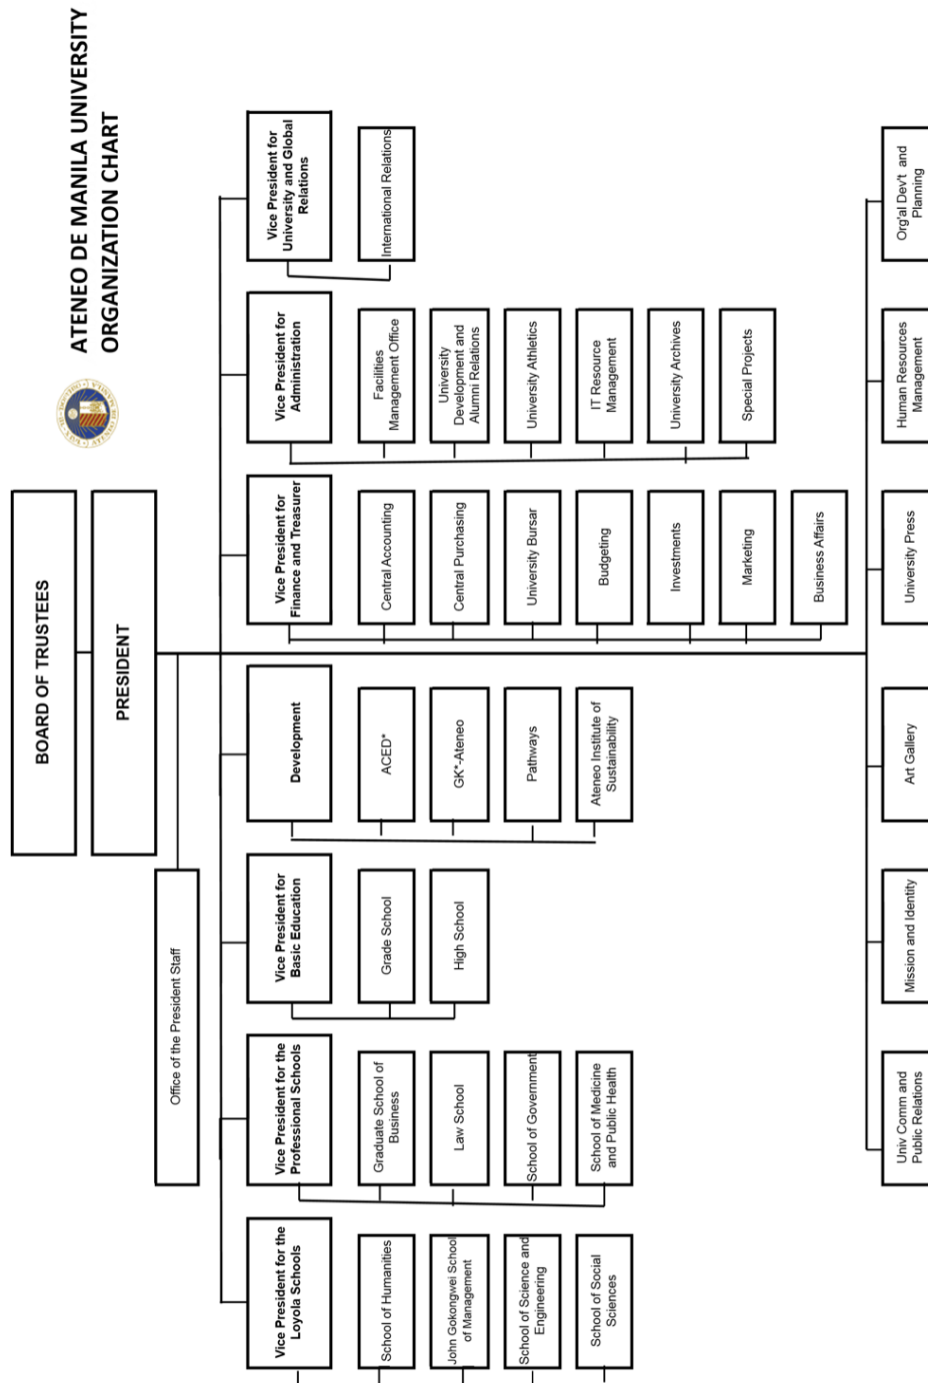 ATENEO DE MANILA UNIVERSITY
ORGANIZATION CHART
BOARD OF TRUSTEES
PRESIDENT
Office of the President Staff
Vice President for the
Loyola Schools
School of Humanities
John Gokongwei School
of Management
School of Science and
Engineering
School of Social
Sciences
Vice President for the
Professional Schools
Graduate School of
Business
Law School
School of Government
School of Medicine
and Public Health
Vice President for
Basic Education
Grade School
High School
Development
ACED*
GK*-Ateneo
Pathways
Ateneo Institute of
Sustainability
Vice President for
Finance and Treasurer
Central Accounting
Central Purchasing
University Bursar
Budgeting
Investments
Marketing
Business Affairs
Vice President for
Administration
Facilities
Management Office
University
Development and
Alumni Relations
University Athletics
IT Resource
Management
University Archives
Special Projects
Vice President for
University and Global
Relations
International Relations
Univ Comm and
Public Relations
Mission and Identity
Art Gallery
University Press
Human Resources
Management
Org'al Dev't and
Planning